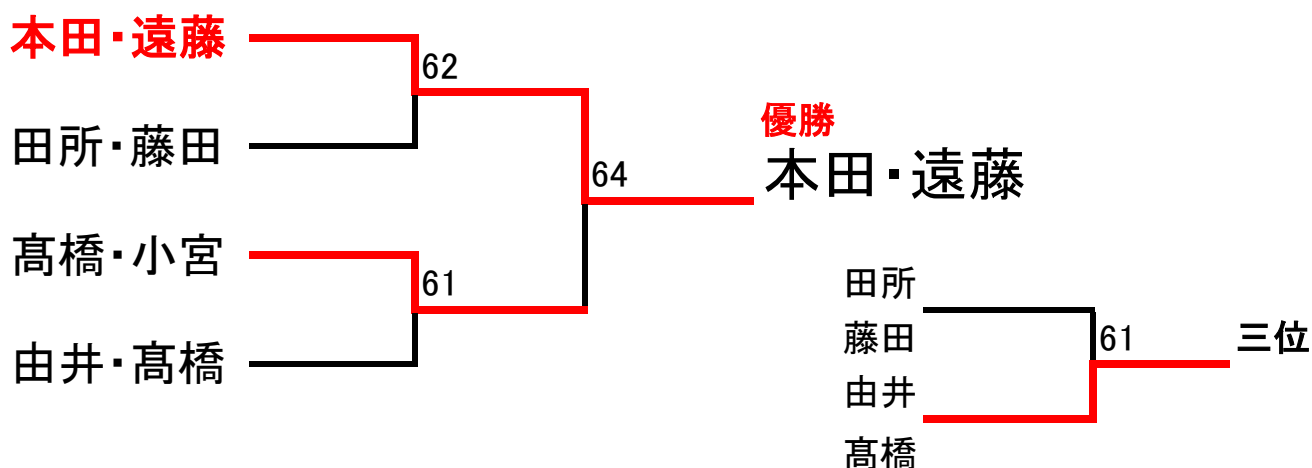 本田・遠藤
62
田所・藤田
優勝
本田・遠藤
64
髙橋・小宮
61
由井・髙橋
田所
藤田
61
三位
由井
髙橋